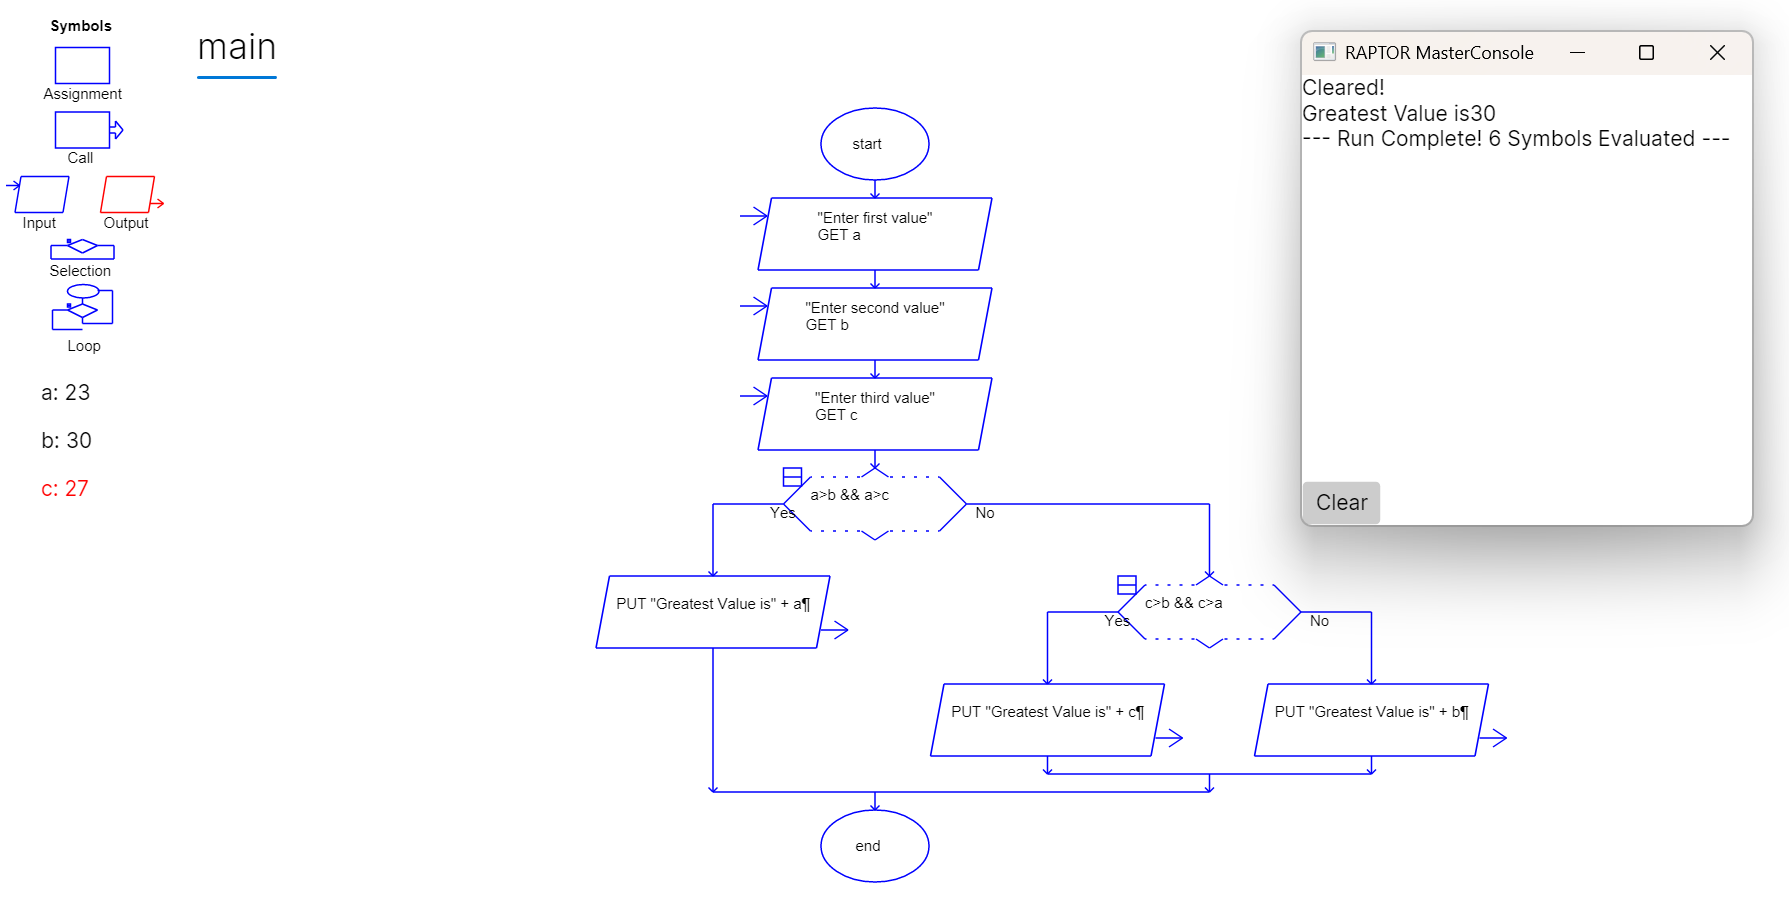 Symbols
Assignment
Call
Input
Output
Selection
Loop
a: 23
b: 30
c: 27
main
start
"Enter first value"
GET a
"Enter second value"
GET b
"Enter third value"
GET c
a>b && a>c
Yes
No
PUT "Greatest Value is" + a¶
c>b && c>a
Yes
No
PUT "Greatest Value is" + c¶
PUT "Greatest Value is" + b¶
end
RAPTOR MasterConsole
Cleared!
Greatest Value is30
--- Run Complete! 6 Symbols Evaluated ---
Clear